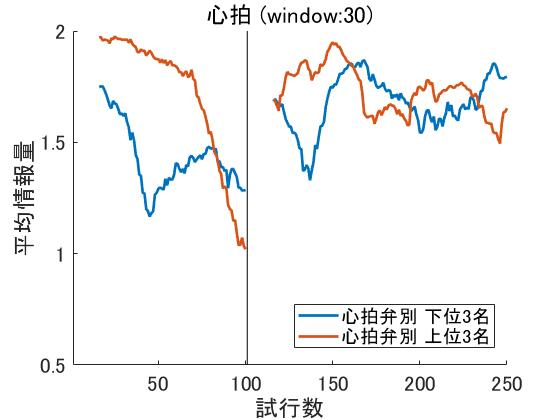 心拍 (window:30)
平均情報量
2
1.5
1
0.5
心拍弁別 下位3名
心拍弁別 上位3名
50 100 150 200 250
試行数